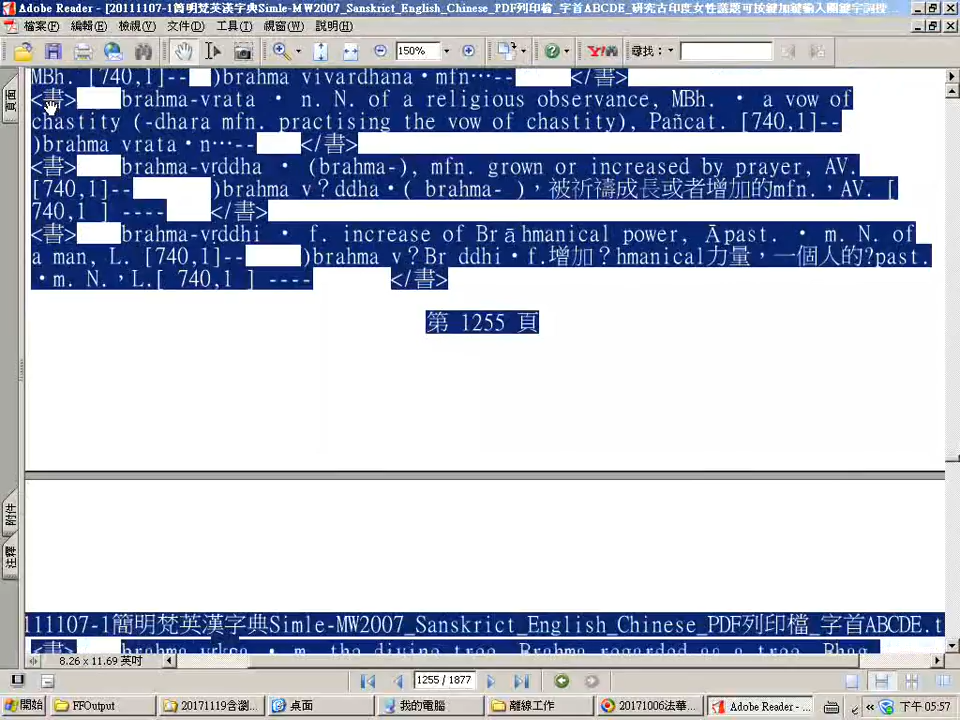 Adobe Reader - [20111107-1簡明梵英漢字典Simle-MW2007_Sanskrict_English_Chinese_PDF列印檔_字首ABCDE_研究古印度女性議題可按鍵加鍵輸入關鍵字詞搜...
檔案(F) 編輯(E) 檢視(V) 文件(D) 工具(T) 視窗(W) 說明(H)
150% Y! 尋找：
MBh. [740,1]-- )brahma vivardhana‧mfn…-- </書>
<書> brahma-vrata ‧ n. N. of a religious observance, MBh. ‧ a vow of
chastity (-dhara mfn. practising the vow of chastity), Pañcat. [740,1]--
)brahma vrata‧n…-- </書>
<書> brahma-vṛddha ‧ (brahma-), mfn. grown or increased by prayer, AV.
[740,1]-- )brahma v？ddha‧( brahma- )，被祈禱成長或者增加的mfn.，AV. [
740,1 ] ---- </書>
<書> brahma-vṛddhi ‧ f. increase of Brāhmanical power, Āpast. ‧ m. N. of
a man, L. [740,1]-- )brahma v？Br ddhi‧f.增加？hmanical力量，一個人的?past.
‧m. N.，L.[ 740,1 ] ---- </書>
第 1255 頁
111107-1簡明梵英漢字典Simle-MW2007_Sanskrict_English_Chinese_PDF列印檔_字首ABCDE.t
<書> brahma-vṛkṣa ‧ m. the divine tree, Brahma regarded as a tree, Bhag
頁面
附件
註釋
8.26 x 11.69 英吋
1255 / 1877
開始 FFOutput 20171119含瀏... 桌面 我的電腦 離線工作 20171006法華... Adobe Reader - ... 下午 05:57